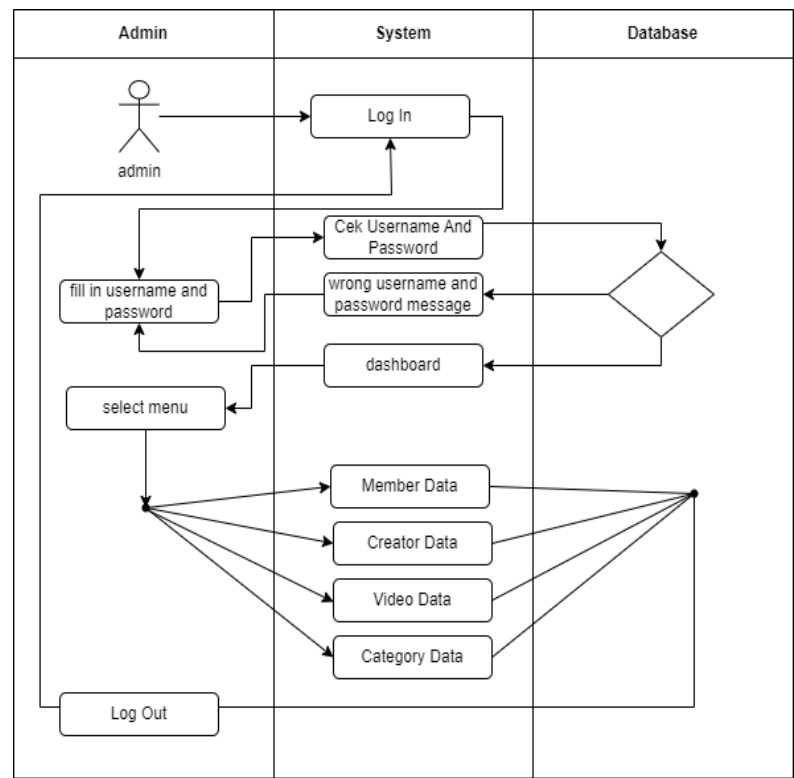 Admin
System
Database
admin
Log In
Cek Username And
Password
fill in username and
password
wrong username and
password message
dashboard
select menu
Member Data
Creator Data
Video Data
Category Data
Log Out